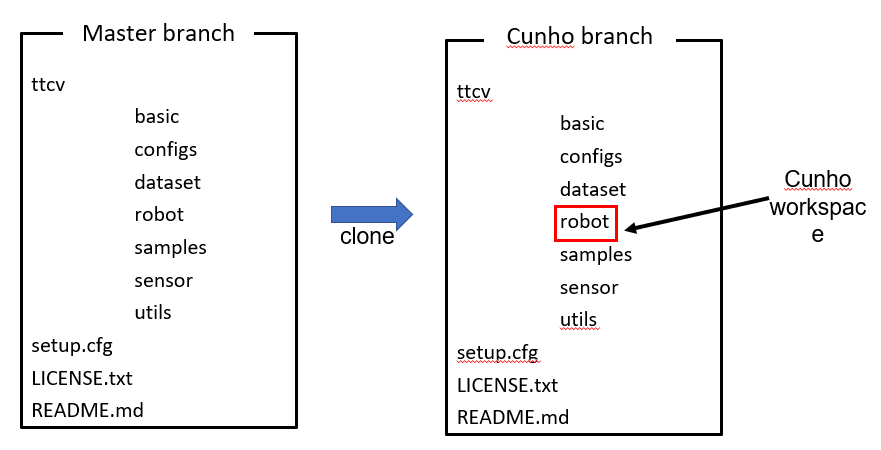 Master branch
ttcv
basic
configs
dataset
robot
samples
sensor
utils
setup.cfg
LICENSE.txt
README.md
clone
Cunho branch
ttcv
basic
configs
dataset
robot
samples
sensor
utils
setup.cfg
LICENSE.txt
README.md
Cunho
workspac
e